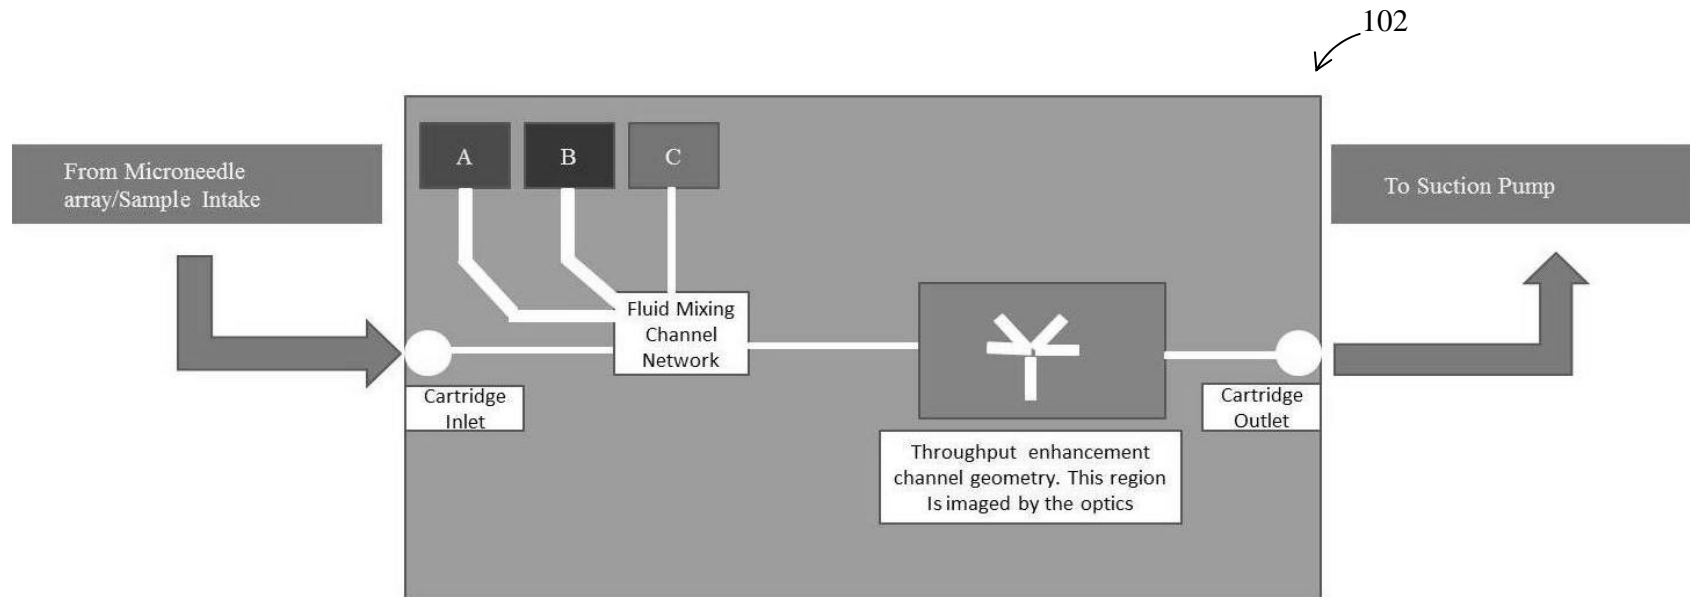 102
A
B
C
From Microneedle
array/Sample Intake
To Suction Pump
Fluid Mixing
Channel
Network
Cartridge
Inlet
Cartridge
Outlet
Throughput enhancement
channel geometry. This region
Is imaged by the optics